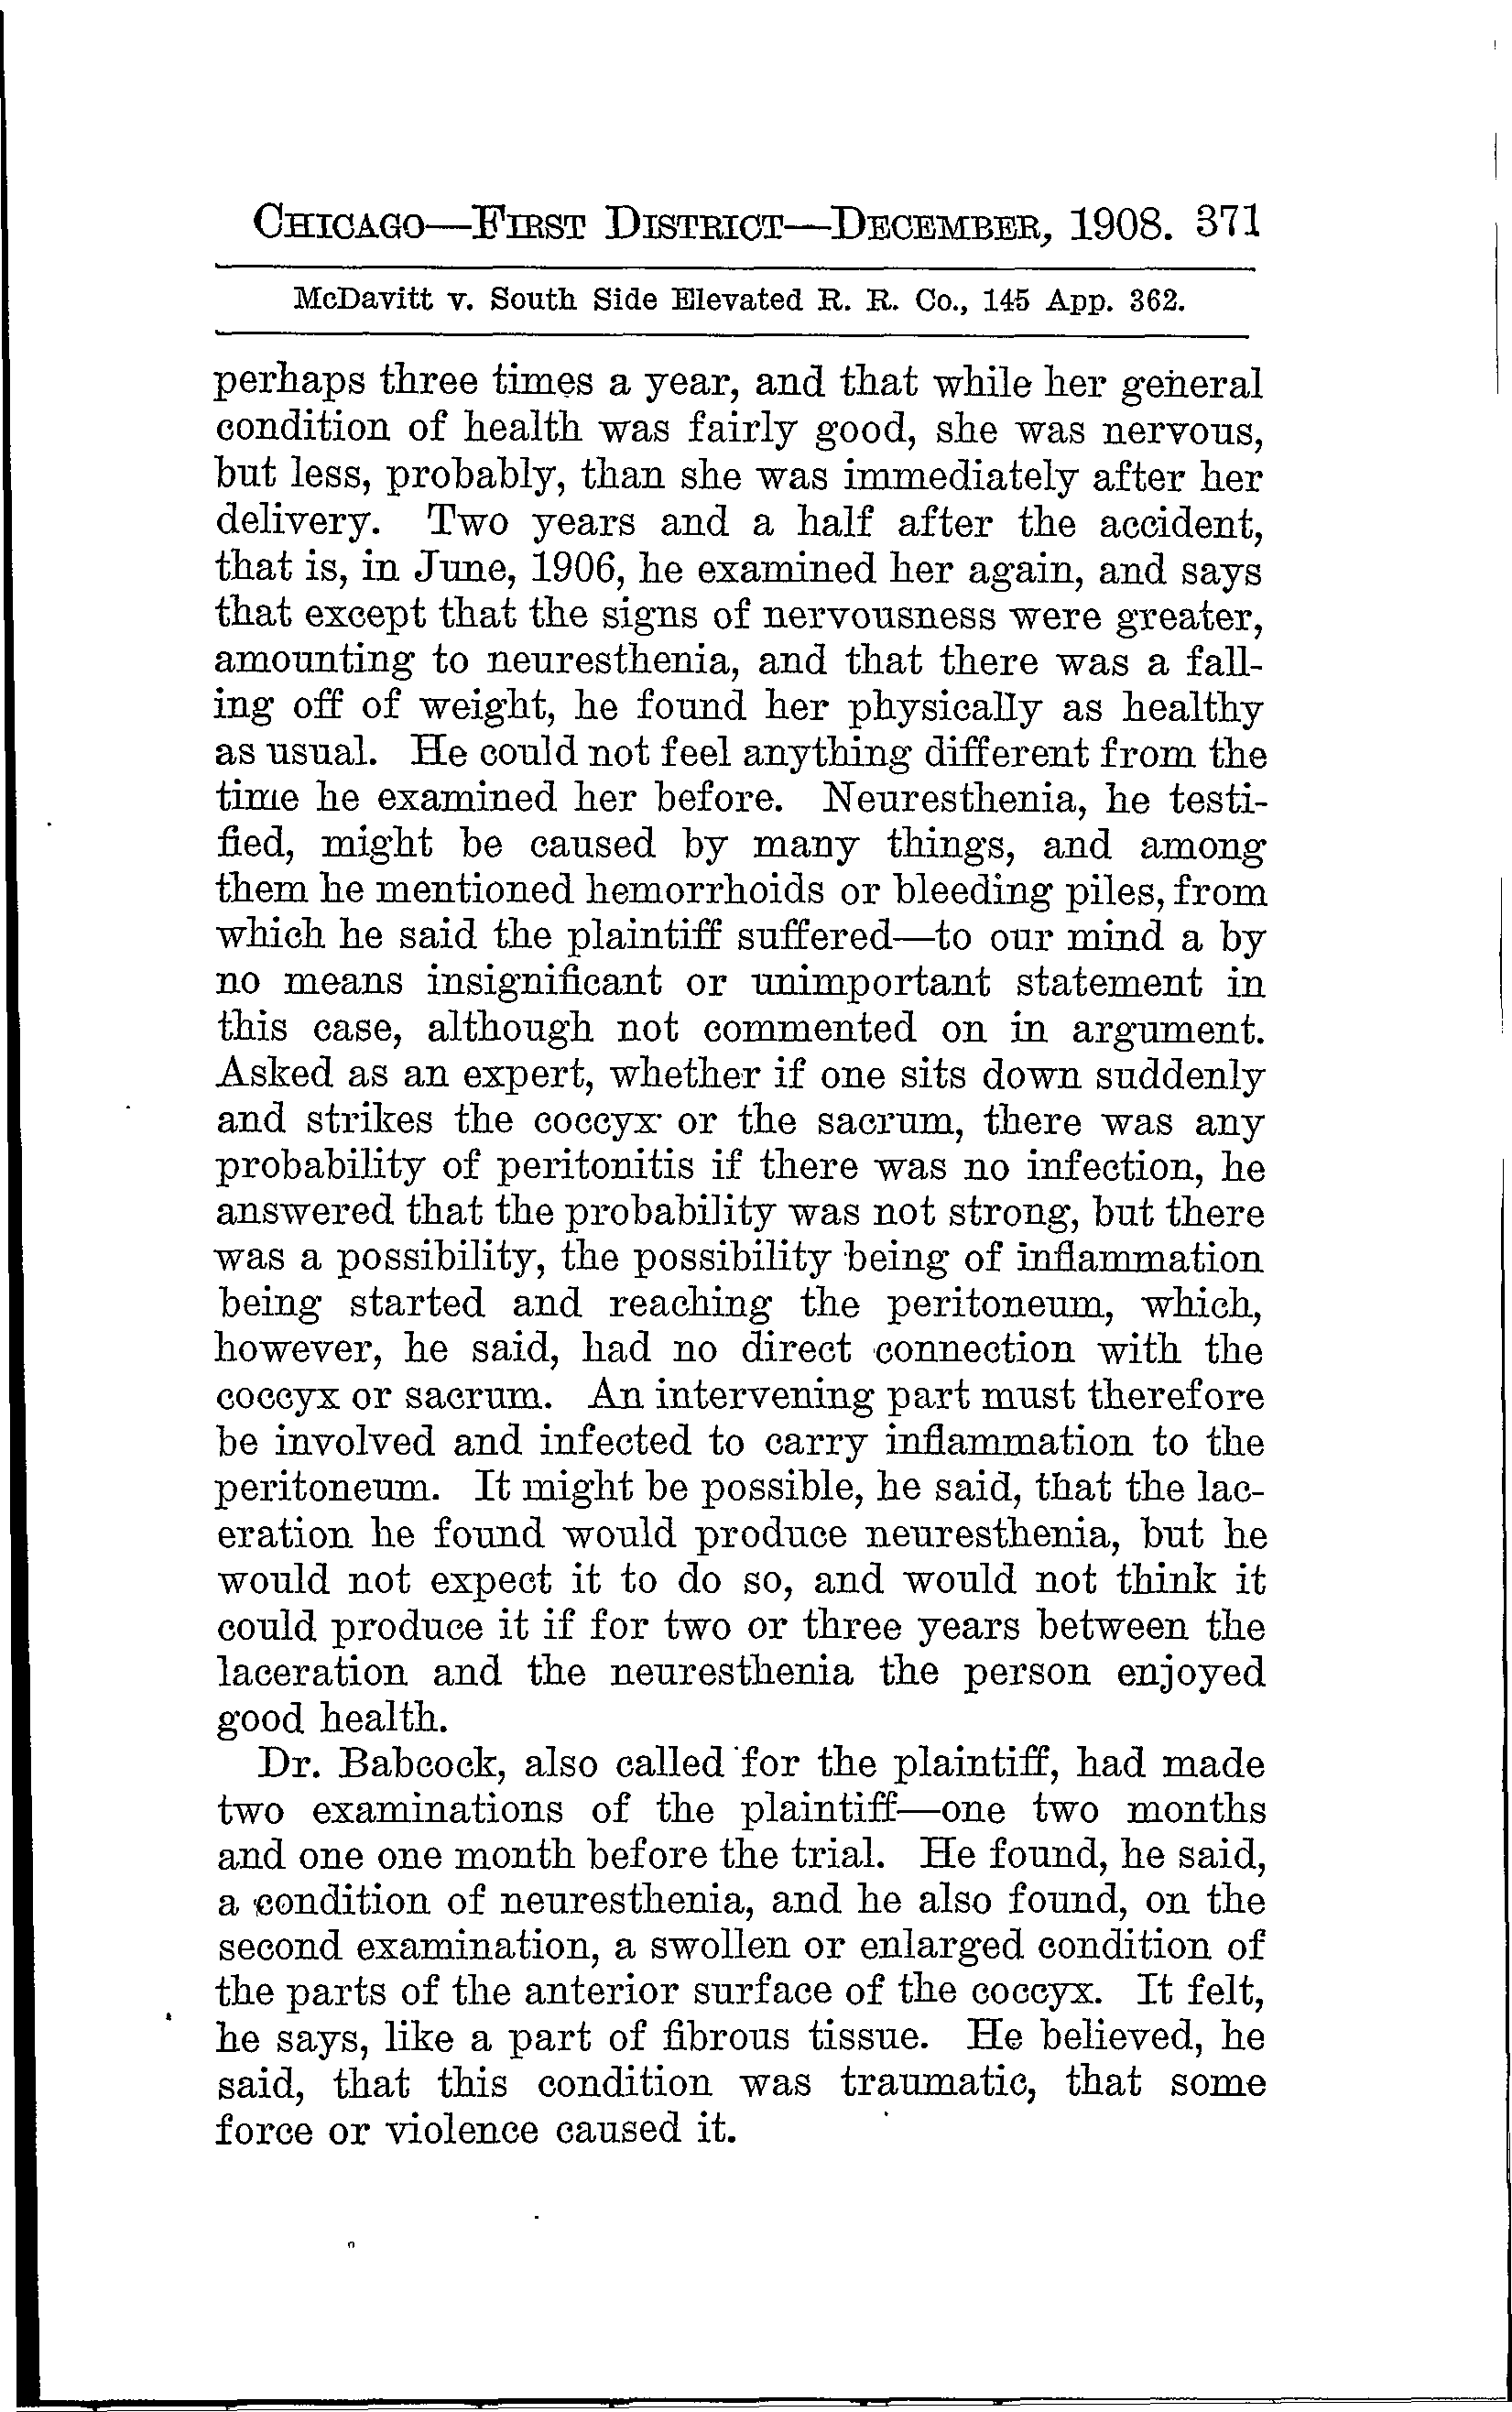 CHICAGO—FIRST DISTRICT—DECEMBER, 1908. 371
McDavitt v. South Side Elevated R. R. Co., 145 App. 362.
perhaps three times a year, and that while her general
condition of health was fairly good, she was nervous,
but less, probably, than she was immediately after her
delivery. Two years and a half after the accident,
that is, in June, 1906, he examined her again, and says
that except that the signs of nervousness were greater,
amounting to neuresthenia, and that there was a fall-
ing off of weight, he found her physically as healthy
as usual. He could not feel anything different from the
time he examined her before. Neuresthenia, he testi-
fied, might be caused by many things, and among
them he mentioned hemorrhoids or bleeding piles, from
which he said the plaintiff suffered—to our mind a by
no means insignificant or unimportant statement in
this case, although not commented on in argument.
Asked as an expert, whether if one sits down suddenly
and strikes the coccyx or the sacrum, there was any
probability of peritonitis if there was no infection, he
answered that the probability was not strong, but there
was a possibility, the possibility being of inflammation
being started and reaching the peritoneum, which,
however, he said, had no direct connection with the
coccyx or sacrum. An intervening part must therefore
be involved and infected to carry inflammation to the
peritoneum. It might be possible, he said, that the lac-
eration he found would produce neuresthenia, but he
would not expect it to do so, and would not think it
could produce it if for two or three years between the
laceration and the neuresthenia the person enjoyed
good health.
Dr. Babcock, also called for the plaintiff, had made
two examinations of the plaintiff—one two months
and one one month before the trial. He found, he said,
a condition of neuresthenia, and he also found, on the
second examination, a swollen or enlarged condition of
the parts of the anterior surface of the coccyx. It felt,
he says, like a part of fibrous tissue. He believed, he
said, that this condition was traumatic, that some
force or violence caused it.